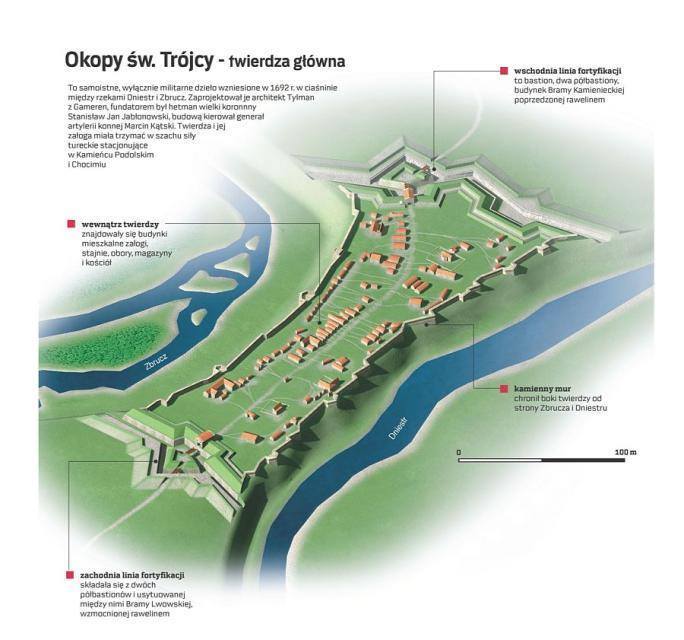 Okopy św. Trójcy - twierdza główna
To samoistne, wyłącznie militarne dzieło wzniesione w 1692 r. w ciaśninie
między rzekami Dniestr i Zbrucz. Zaprojektował je architekt Tylman
z Gameren, fundatorem był hetman wielki koronnny
Stanisław Jan Jabłonowski, budową kierował generał
artylerii konnej Marcin Kątski. Twierdza i jej
załoga miała trzymać w szachu siły
tureckie stacjonujące
w Kamieńcu Podolskim
i Chocimiu
wschodnia linia fortyfikacji
to bastion, dwa półbastiony,
budynek Bramy Kamienieckiej
poprzedzonej rawelinem
wewnątrz twierdzy
znajdowały się budynki
mieszkalne załogi,
stajnie, obory, magazyny
i kościół
Zbrucz
kamienny mur
chronił boki twierdzy od
strony Zbrucza i Dniestru
Dniestr
0 100 m
zachodnia linia fortyfikacji
składała się z dwóch
półbastionów i usytuowanej
między nimi Bramy Lwowskiej,
wzmocnionej rawelinem